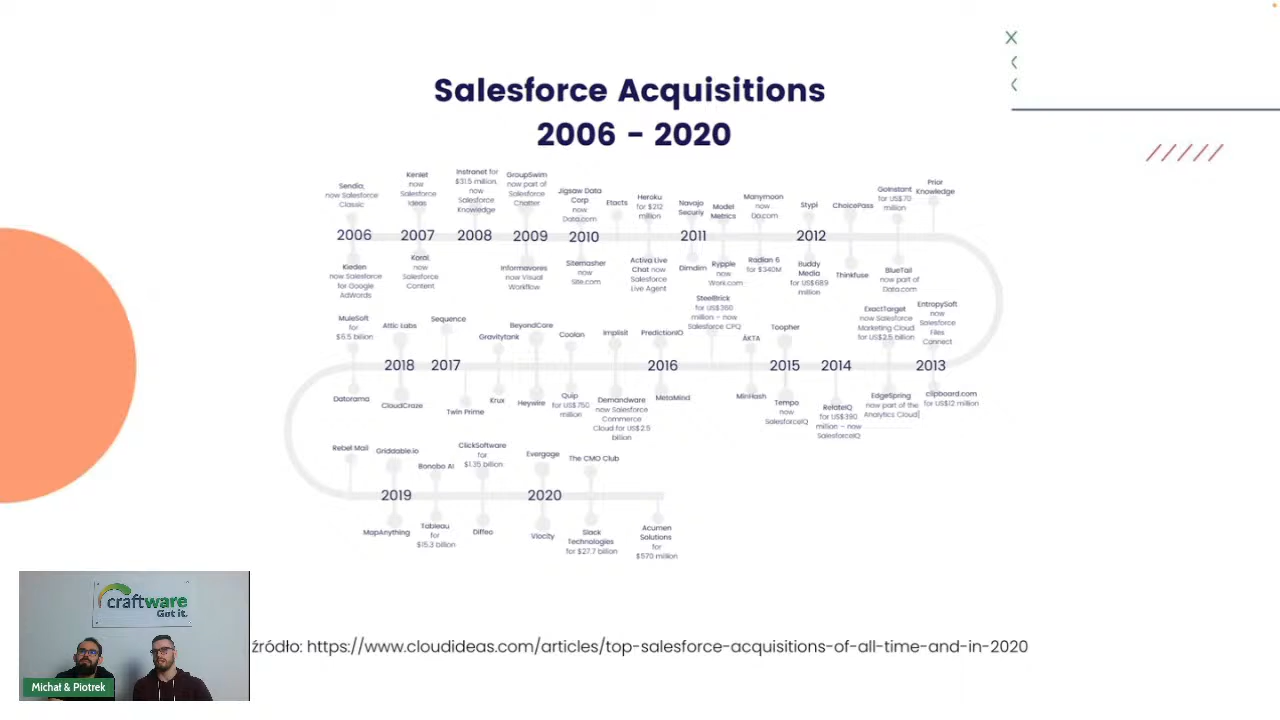 Salesforce Acquisitions
2006 - 2020
Sendia,
now Salesforce
Classic
Kenlet
now
Salesforce
Ideas
Instranet for
$31.5 million,
now
Salesforce
Knowledge
GroupSwim
now part of
Salesforce
Chatter
Jigsaw Data
Corp
now
Data.com
Etacts
Heroku
for $212
million
Navajo
Security
Model
Metrics
Manymoon
now
Do.com
Stypi
ChoicePass
GoInstant
for US$70
million
Prior
Knowledge
2006
2007
2008
2009
2010
2011
2012
Kieden
now Salesforce
for Google
AdWords
Koral,
now
Salesforce
Content
Informavores
now Visual
Workflow
Sitemasher
now
Site.com
Activa Live
Chat now
Salesforce
Live Agent
Dimdim
Rypple
now
Work.com
Radian 6
for $340M
Buddy
Media
for US$689
million
Thinkfuse
BlueTail
now part of
Data.com
MuleSoft
for
$6.5 billion
Attic Labs
Sequence
Gravitytank
BeyondCore
Coolan
Implisit
PredictionIO
SteelBrick
for US$360
million – now
Salesforce CPQ
ÁKTA
Toopher
ExactTarget
now Salesforce
Marketing Cloud
for US$2.5 billion
EntropySoft
now
Salesforce
Files
Connect
2018
2017
2016
2015
2014
2013
Datorama
CloudCraze
Twin Prime
Krux
Heywire
Quip
for US$750
million
Demandware
now Salesforce
Commerce
Cloud for US$2.5
billion
MetaMind
MinHash
Tempo
now
SalesforceIQ
RelateIQ
for US$390
million – now
SalesforceIQ
EdgeSpring
now part of the
Analytics Cloud]
clipboard.com
for US$12 million
Rebel Mail
Griddable.io
Bonobo AI
ClickSoftware
for
$1.35 billion
Evergage
The CMO Club
2019
2020
MapAnything
Tableau
for
$15.3 billion
Diffeo
Vlocity
Slack
Technologies
for $27.7 billion
Acumen
Solutions
for
$570 million
craftware
Got it.
Michał & Piotrek
źródło: https://www.cloudideas.com/articles/top-salesforce-acquisitions-of-all-time-and-in-2020